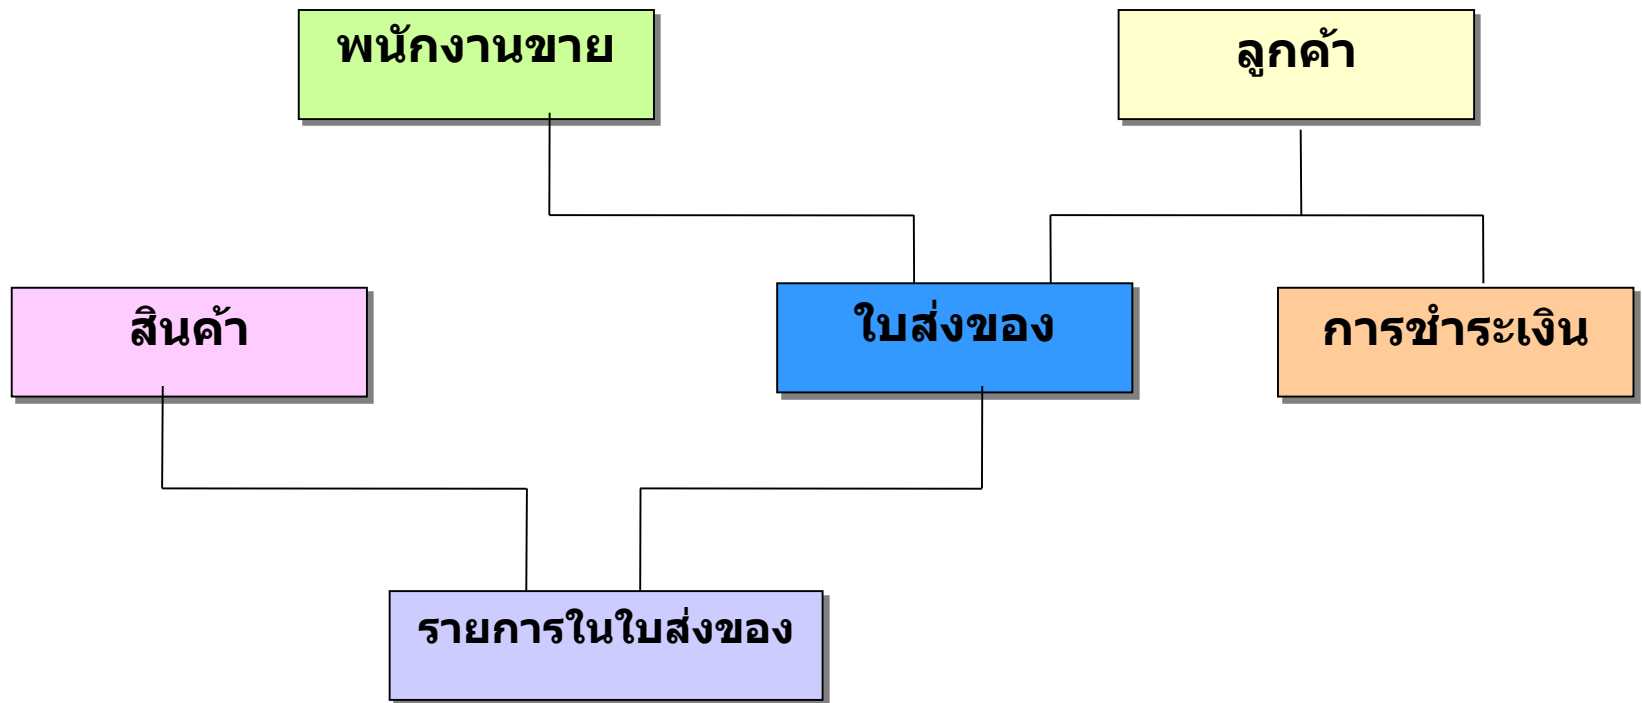 พนักงานขาย
ลูกค้า
สินค้า
ใบส่งของ
การชำระเงิน
รายการในใบส่งของ